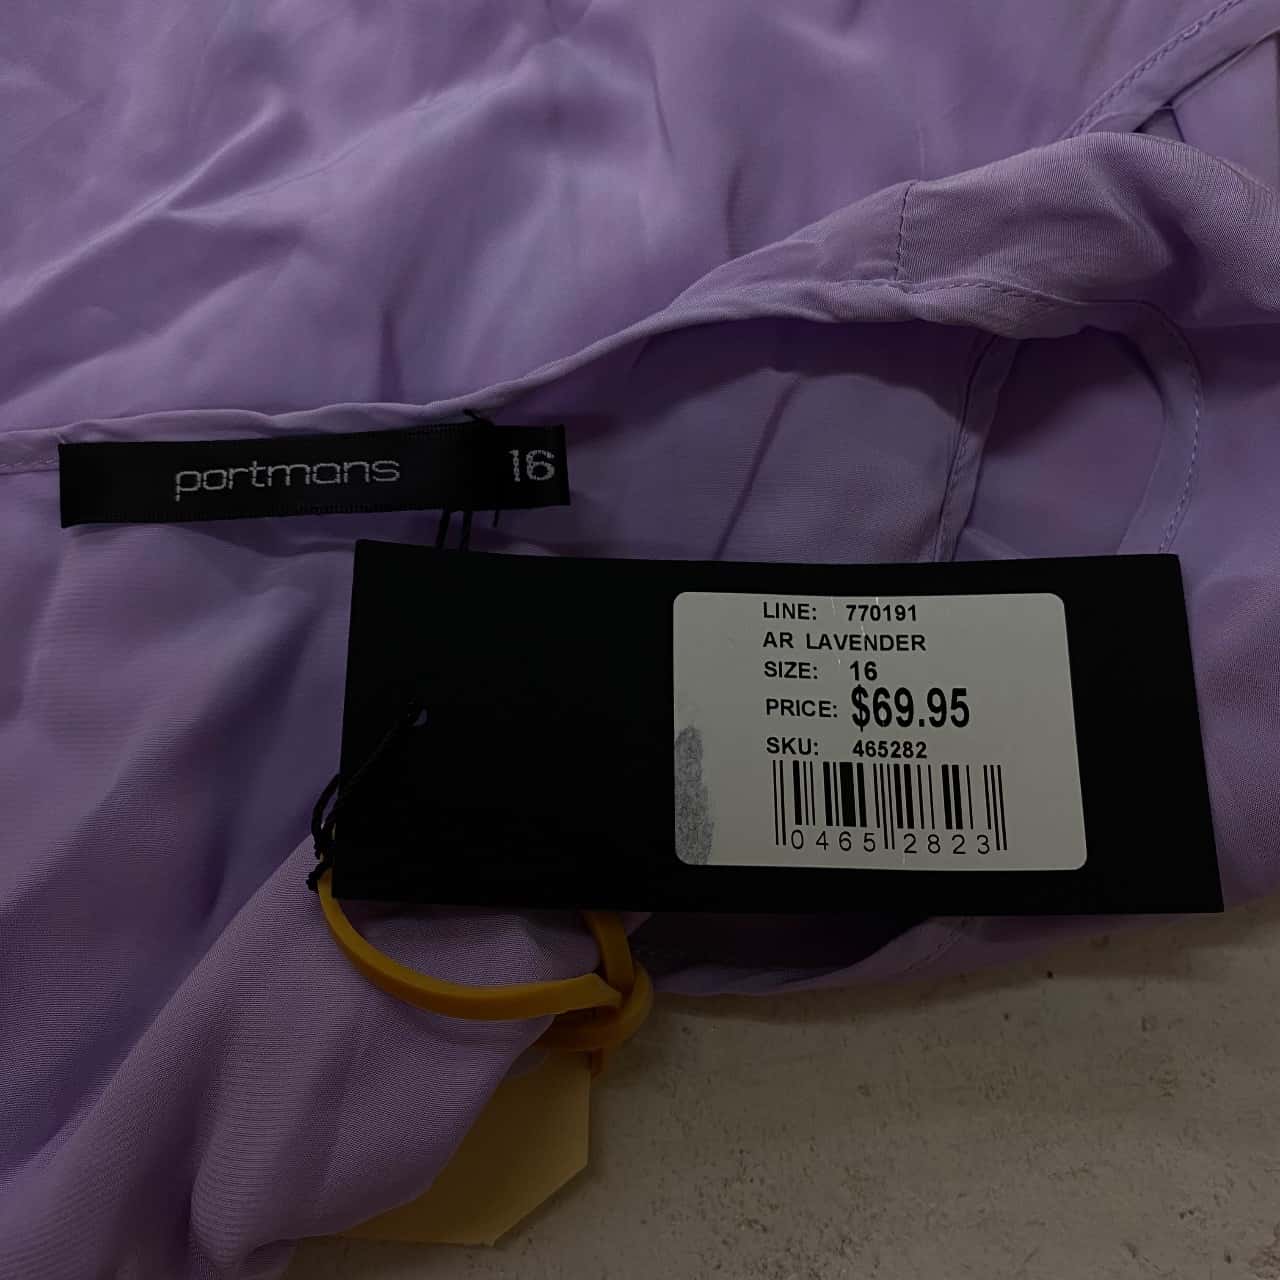 portmans 16
LINE: 770191
AR LAVENDER
SIZE: 16
PRICE: $69.95
SKU: 465282
0465 2823